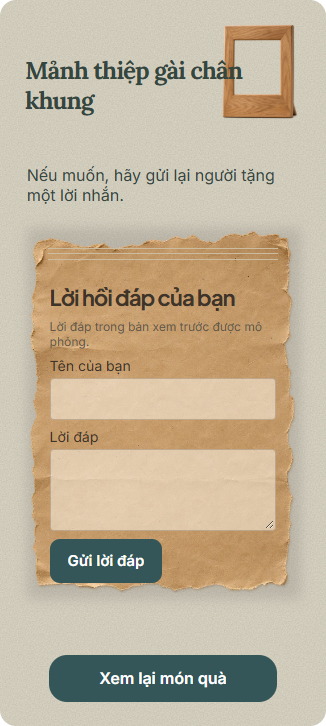 Mảnh thiệp gài chân
khung
Nếu muốn, hãy gửi lại người tặng
một lời nhắn.
Lời hồi đáp của bạn
Lời đáp trong bản xem trước được mô
phỏng.
Tên của bạn
Lời đáp
Gửi lời đáp
Xem lại món quà